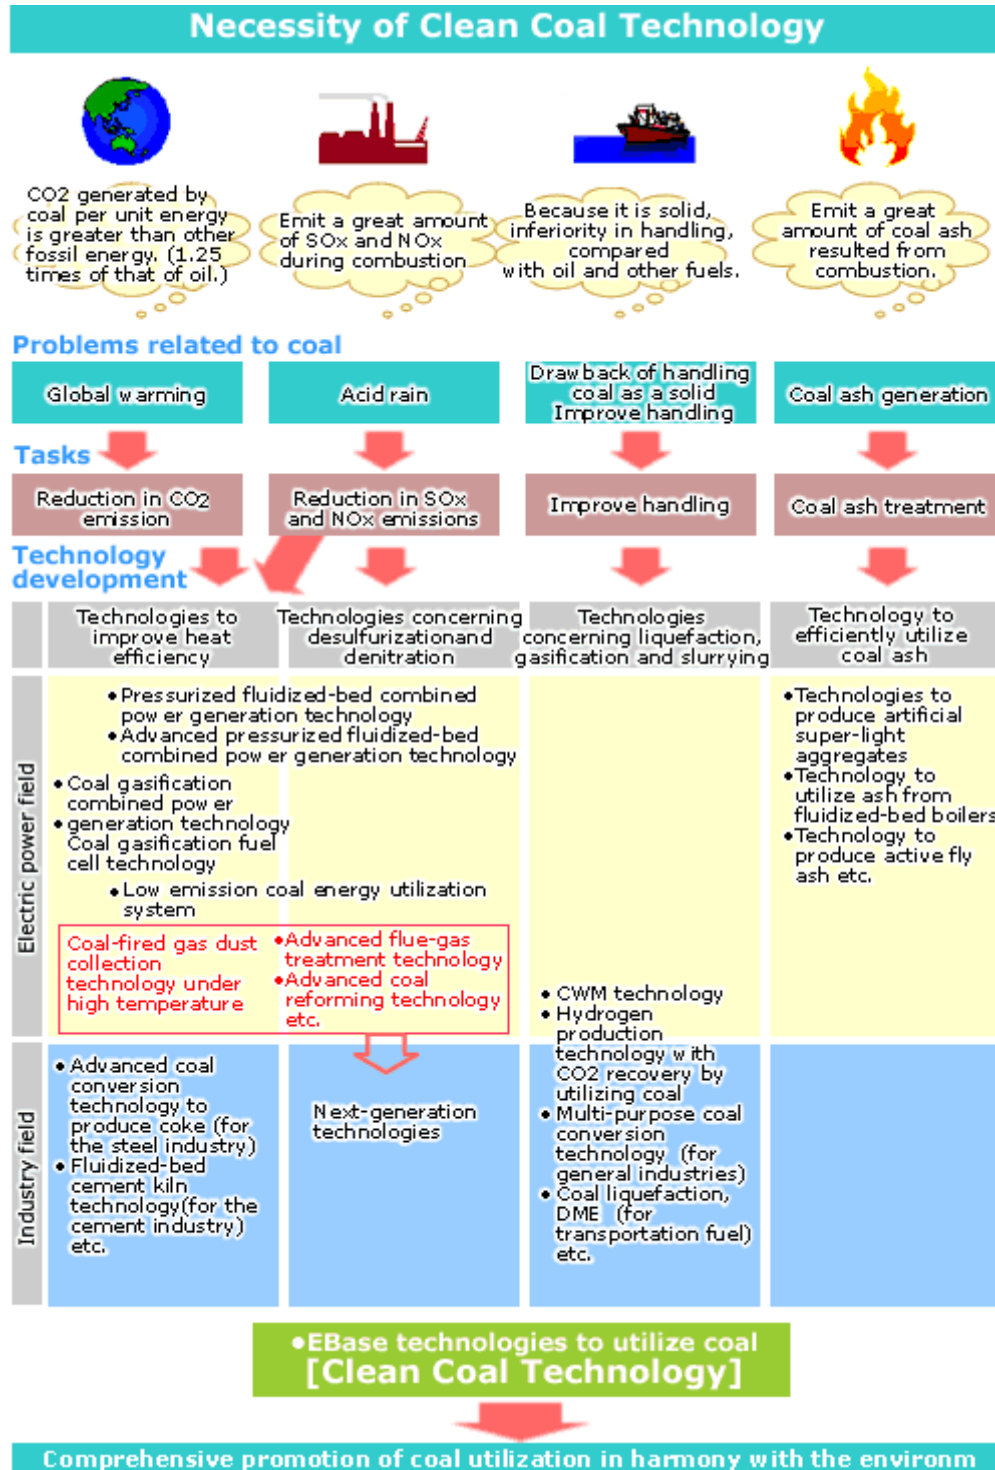 Necessity of Clean Coal Technology
CO2 generated by
coal per unit energy
is greater than other
fossil energy. (1.25
times of that of oil.)
Emit a great amount
of SOx and NOx
during combustion
Because it is solid,
inferiority in handling,
compared
with oil and other fuels.
Emit a great
amount of coal ash
resulted from
combustion.
Problems related to coal
Global warming
Acid rain
Drawback of handling
coal as a solid
Improve handling
Coal ash generation
Tasks
Reduction in CO2
emission
Reduction in SOx
and NOx emissions
Improve handling
Coal ash treatment
Technology
development
Technologies to
improve heat
efficiency
Technologies concerning
desulfurizationand
denitration
Technologies
concerning liquefaction,
gasification and slurrying
Technology to
efficiently utilize
coal ash
Electric power field
•Pressurized fluidized-bed combined
power generation technology
•Advanced pressurized fluidized-bed
combined power generation technology
•Coal gasification
combined power
•generation technology
Coal gasification fuel
cell technology
•Low emission coal energy utilization
system
Coal-fired gas dust
collection
technology under
high temperature
•Advanced flue-gas
treatment technology
•Advanced coal
reforming technology
etc.
•CWM technology
•Hydrogen
production
technology with
CO2 recovery by
utilizing coal
•Multi-purpose coal
conversion
technology (for
general industries)
•Coal liquefaction,
DME (for
transportation fuel)
etc.
•Technologies to
produce artificial
super-light
aggregates
•Technology to
utilize ash from
fluidized-bed boilers
•Technology to
produce active fly
ash etc.
Industry field
•Advanced coal
conversion
technology to
produce coke (for
the steel industry)
•Fluidized-bed
cement kiln
technology(for the
cement industry)
etc.
Next-generation
technologies
•EBase technologies to utilize coal
[Clean Coal Technology]
Comprehensive promotion of coal utilization in harmony with the environm